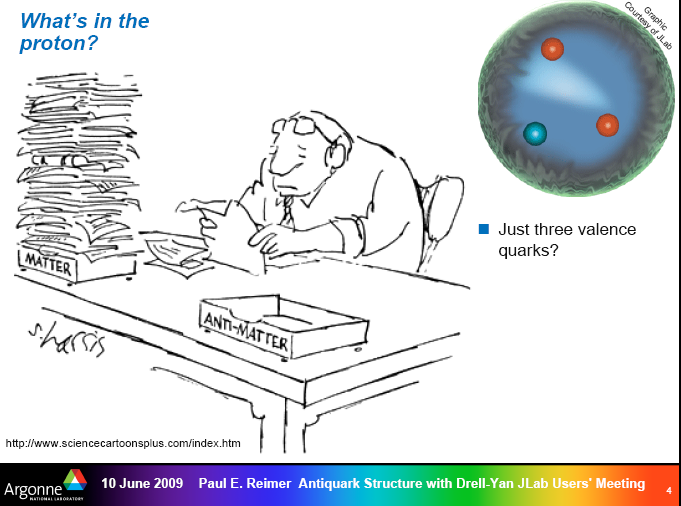 What's in the
proton?
Graphic
Courtesy of JLab
Just three valence
quarks?
MATTER
ANTI-MATTER
s.harris
http://www.sciencecartoonsplus.com/index.htm
Argonne
NATIONAL LABORATORY
10 June 2009 Paul E. Reimer Antiquark Structure with Drell-Yan JLab Users' Meeting
4